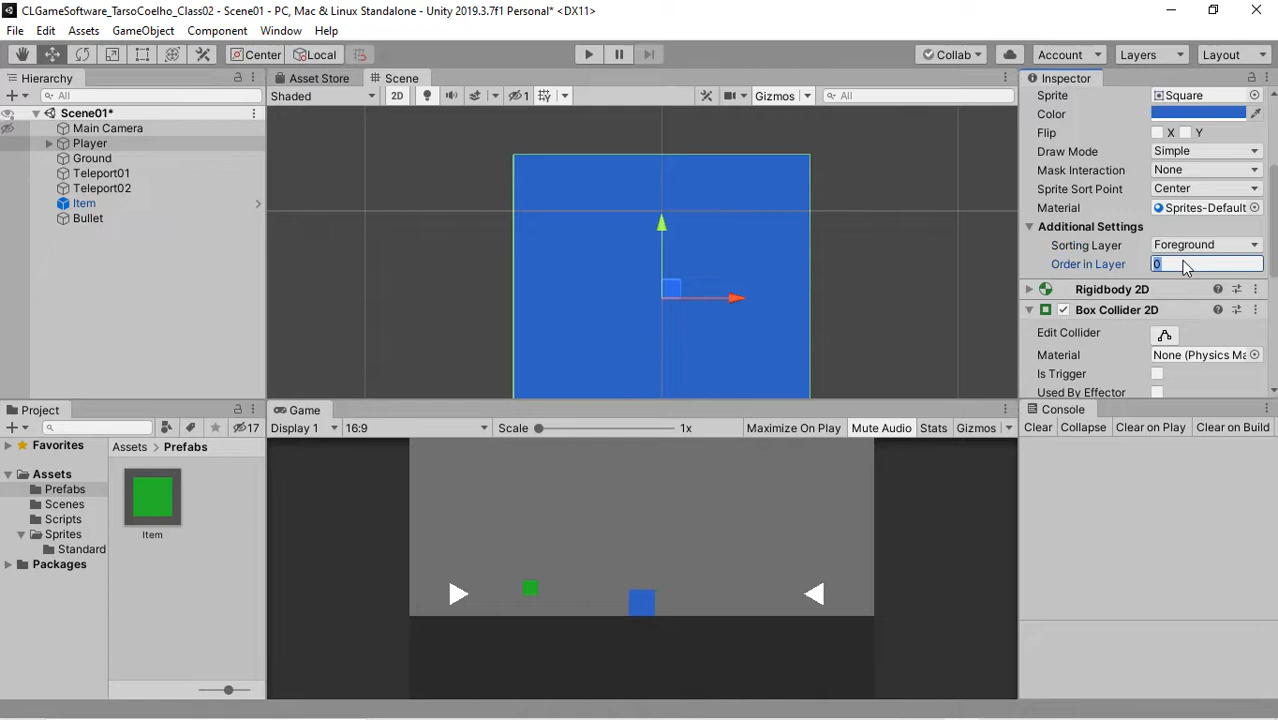 CLGameSoftware_TarsoCoelho_Class02 - Scene01 - PC, Mac & Linux Standalone - Unity 2019.3.7f1 Personal* <DX11>
File Edit Assets GameObject Component Window Help
Center Local Collab Account Layers Layout
Hierarchy Asset Store Scene Inspector
All Shaded 2D 1 Gizmos All
Scene01*
Main Camera
Player
Ground
Teleport01
Teleport02
Item
Bullet
Sprite Square
Color
Flip X Y
Draw Mode Simple
Mask Interaction None
Sprite Sort Point Center
Material Sprites-Default
Additional Settings
Sorting Layer Foreground
Order in Layer 0
Rigidbody 2D
Box Collider 2D
Edit Collider
Material None (Physics Ma
Is Trigger
Used By Effector
Project Game Console
17 Display 1 16:9 Scale 1x Maximize On Play Mute Audio Stats Gizmos Clear Collapse Clear on Play Clear on Build
Favorites
Assets
Prefabs
Scenes
Scripts
Sprites
Standard
Packages
Assets Prefabs
Item